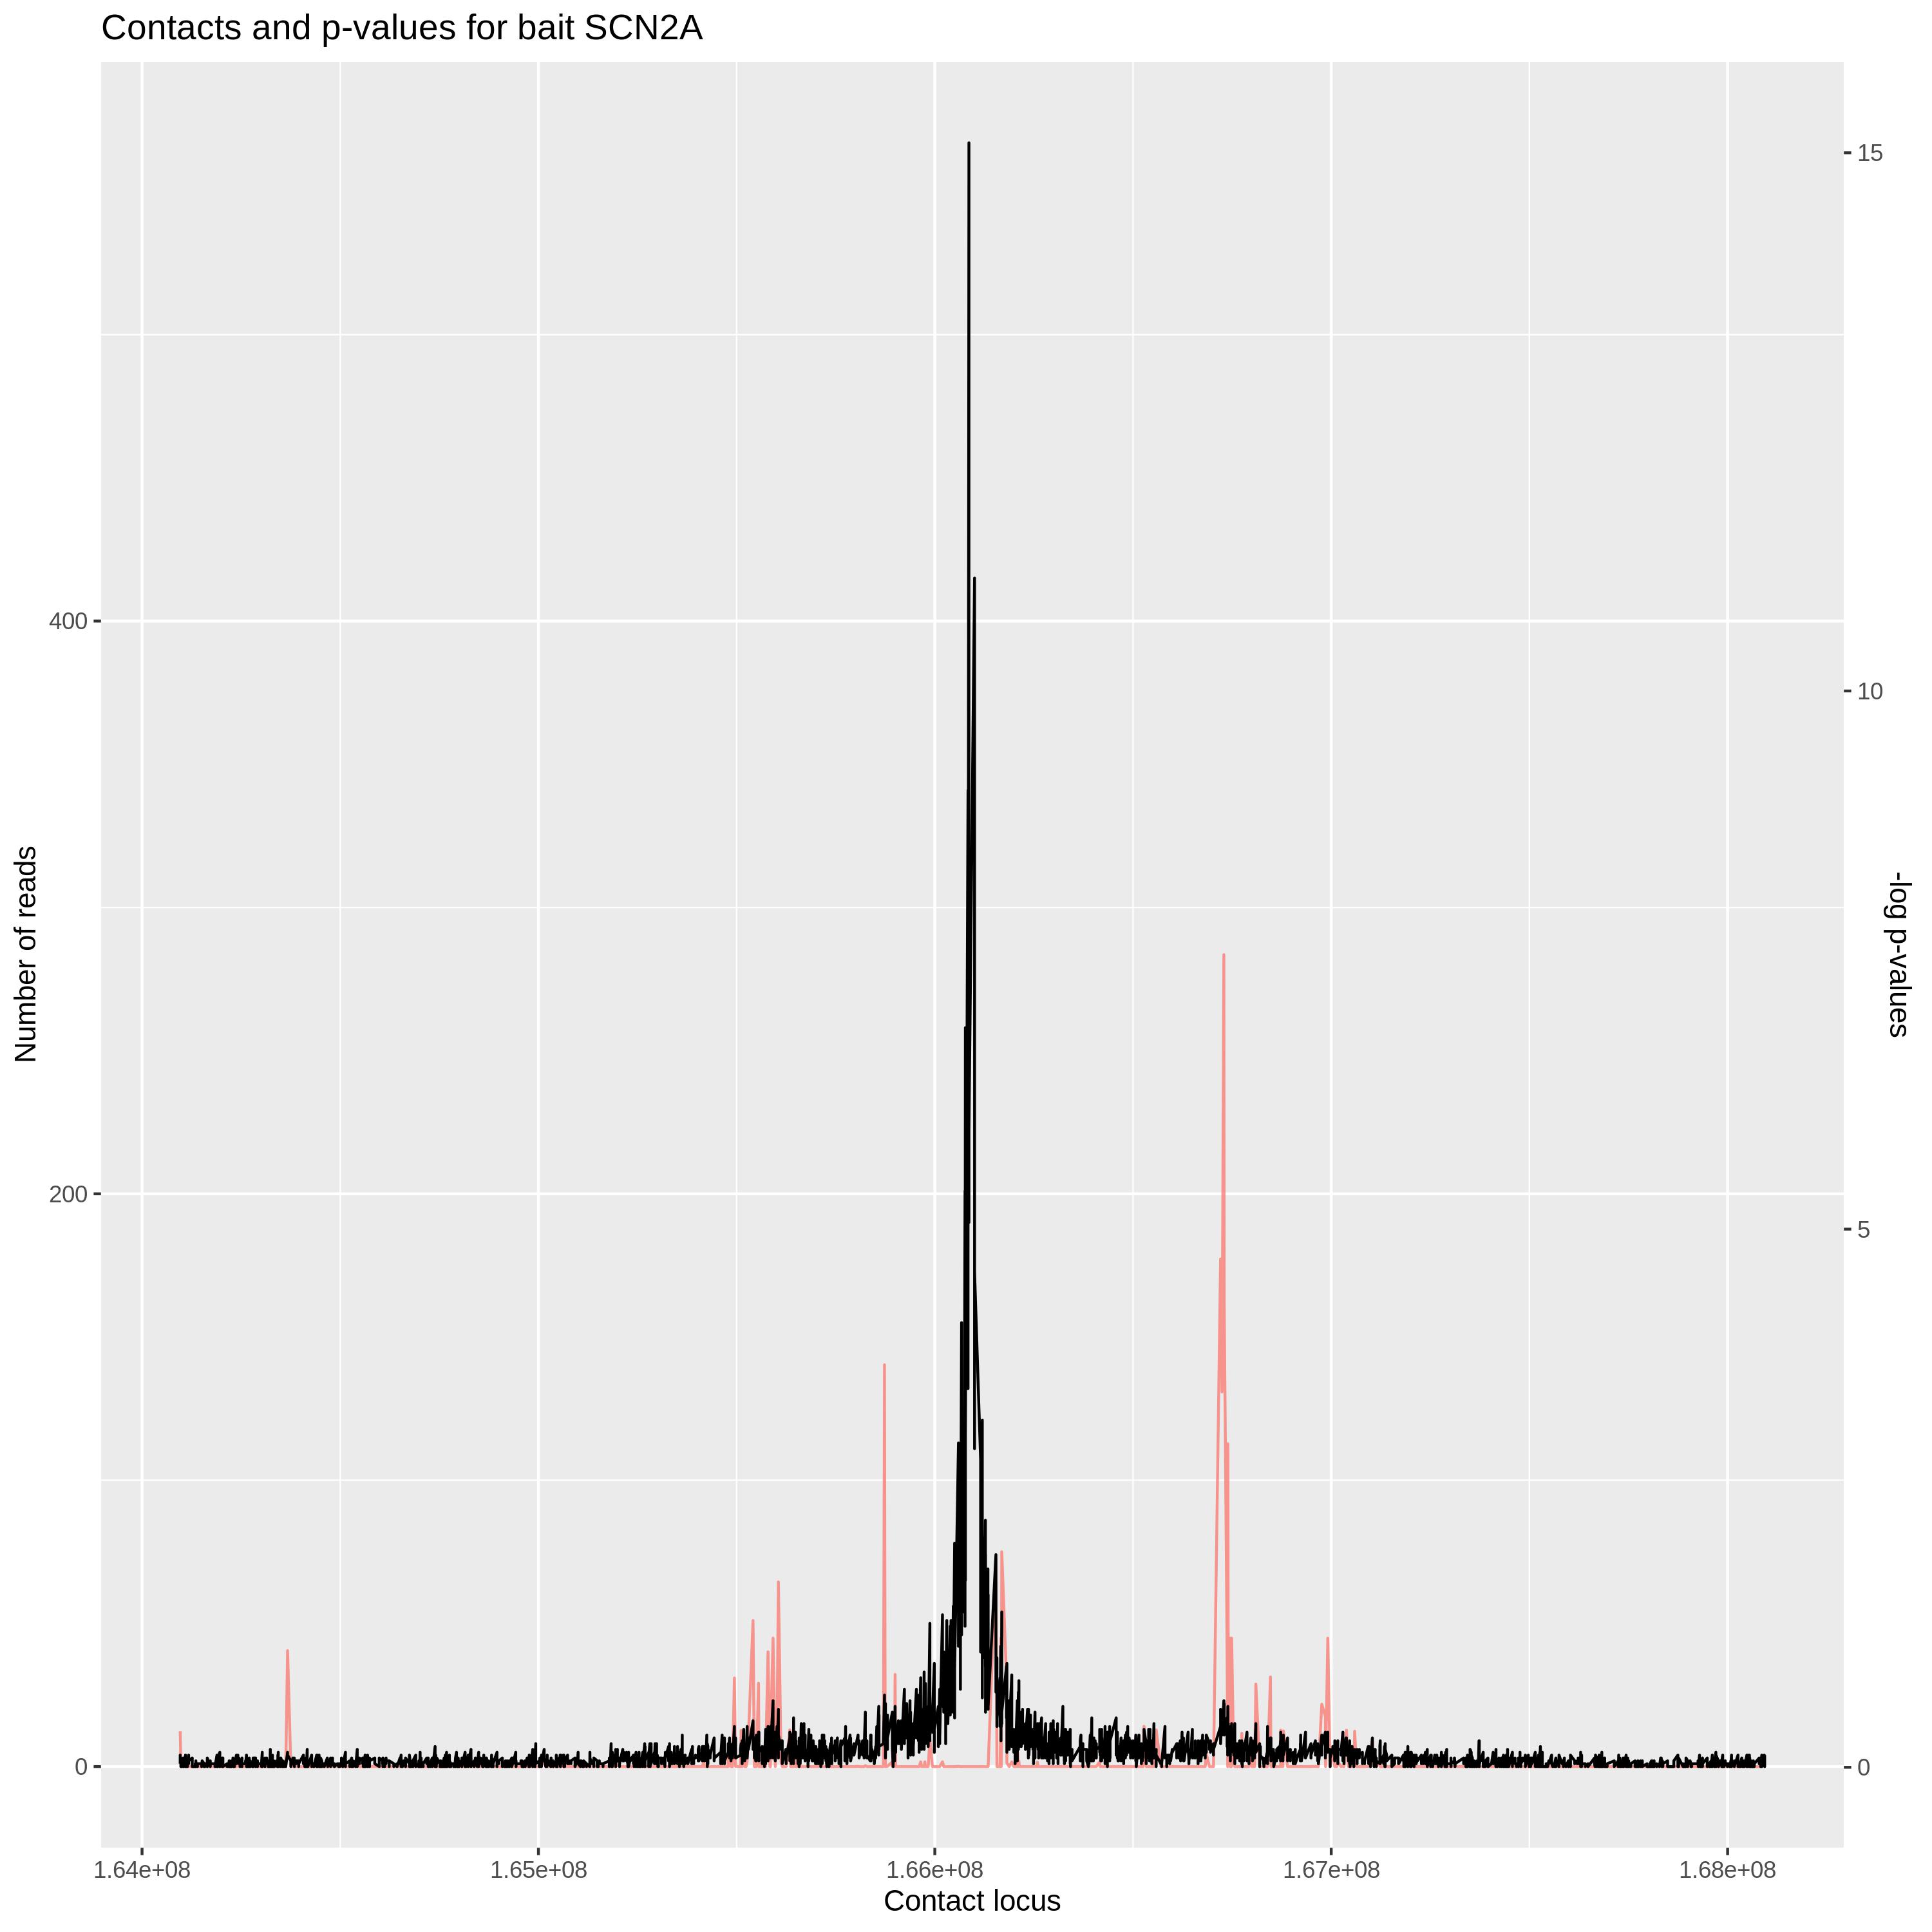 Contacts and p-values for bait SCN2A
Number of reads
400
200
0
15
10
5
0
-log p-values
1.64e+08
1.65e+08
1.66e+08
1.67e+08
1.68e+08
Contact locus